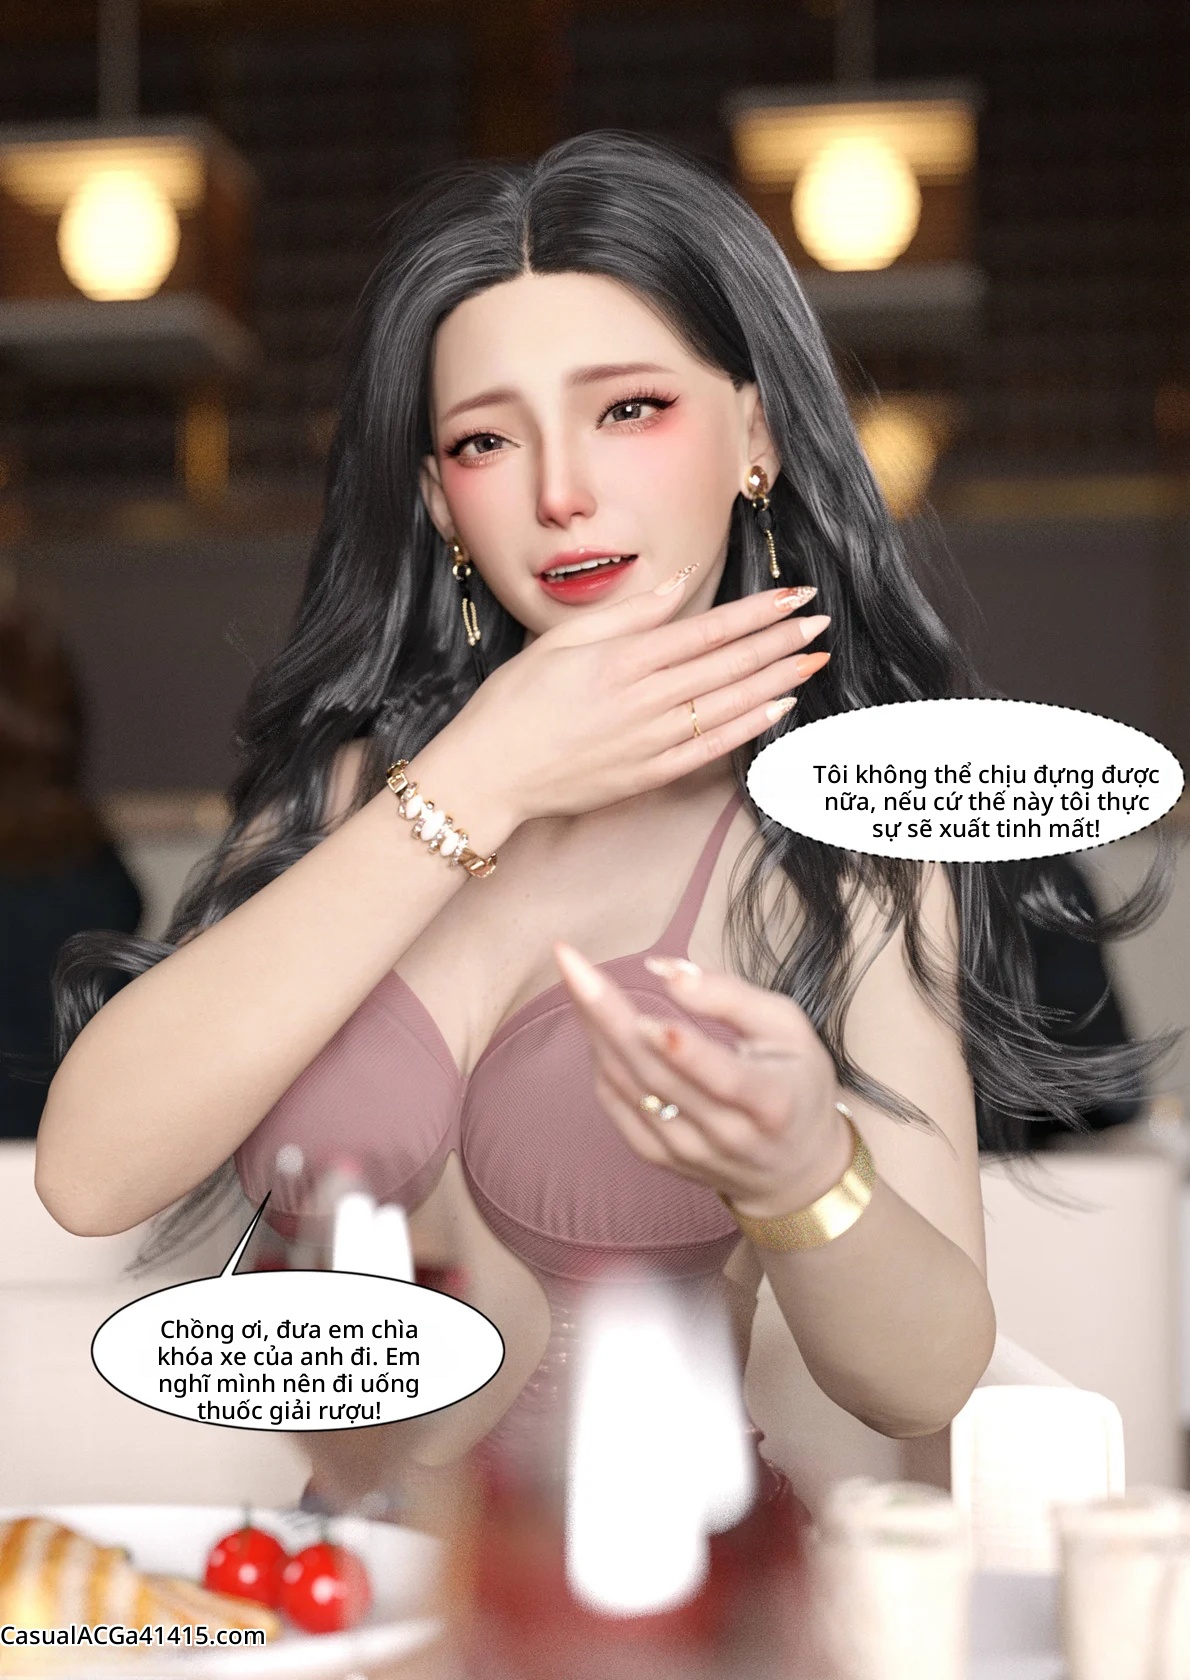 Tôi không thể chịu đựng được
nữa, nếu cứ thế này tôi thực
sự sẽ xuất tinh mất!
Chồng ơi, đưa em chìa
khóa xe của anh đi. Em
nghĩ mình nên đi uống
thuốc giải rượu!
CasualACGa41415.com